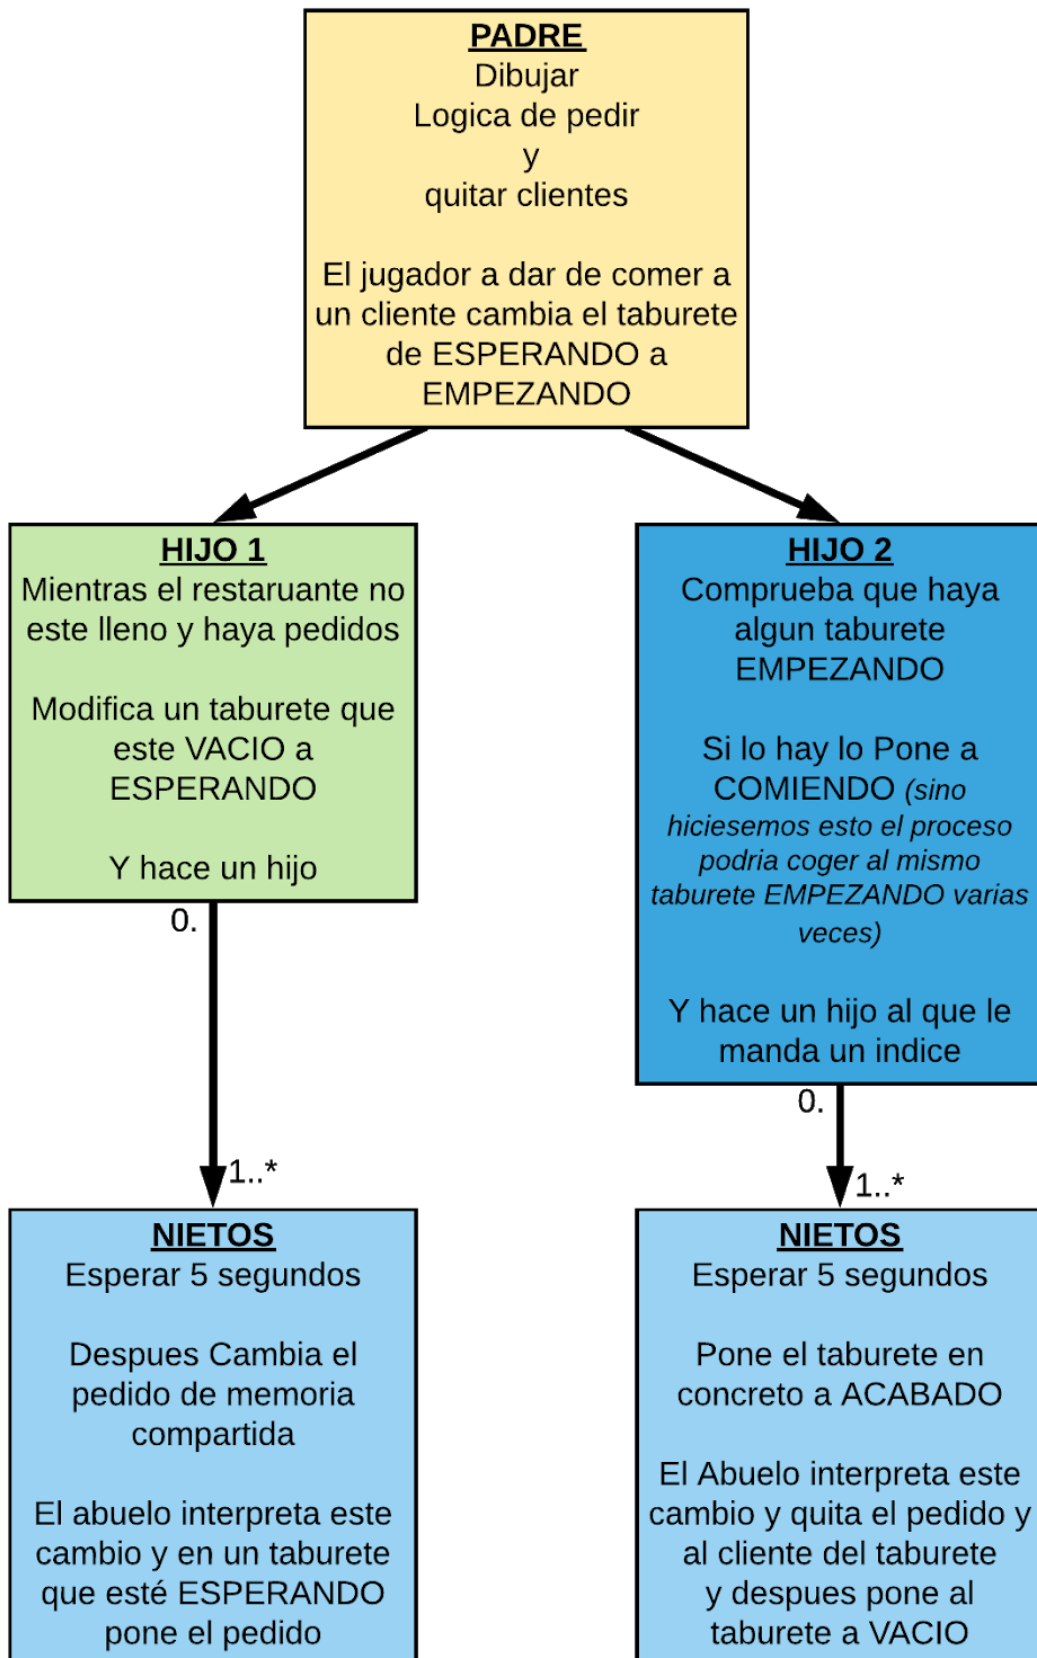 PADRE
Dibujar
Logica de pedir
y
quitar clientes
El jugador a dar de comer a
un cliente cambia el taburete
de ESPERANDO a
EMPEZANDO
HIJO 1
Mientras el restaruante no
este lleno y haya pedidos
Modifica un taburete que
este VACIO a
ESPERANDO
Y hace un hijo
0.
1..*
HIJO 2
Comprueba que haya
algun taburete
EMPEZANDO
Si lo hay lo Pone a
COMIENDO (sino
hiciesemos esto el proceso
podria coger al mismo
taburete EMPEZANDO varias
veces)
Y hace un hijo al que le
manda un indice
0.
1..*
NIETOS
Esperar 5 segundos
Despues Cambia el
pedido de memoria
compartida
El abuelo interpreta este
cambio y en un taburete
que esté ESPERANDO
pone el pedido
NIETOS
Esperar 5 segundos
Pone el taburete en
concreto a ACABADO
El Abuelo interpreta este
cambio y quita el pedido y
al cliente del taburete
y despues pone al
taburete a VACIO